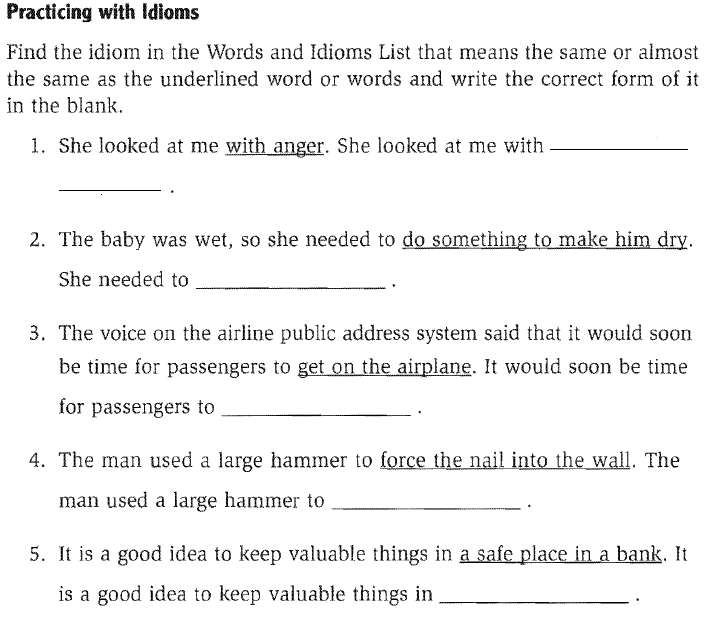 Practicing with Idioms
Find the idiom in the Words and Idioms List that means the same or almost
the same as the underlined word or words and write the correct form of it
in the blank.
1. She looked at me with anger. She looked at me with ____________
____________ .
2. The baby was wet, so she needed to do something to make him dry.
She needed to ____________ .
3. The voice on the airline public address system said that it would soon
be time for passengers to get on the airplane. It would soon be time
for passengers to ____________ .
4. The man used a large hammer to force the nail into the wall. The
man used a large hammer to ____________ .
5. It is a good idea to keep valuable things in a safe place in a bank. It
is a good idea to keep valuable things in ____________ .